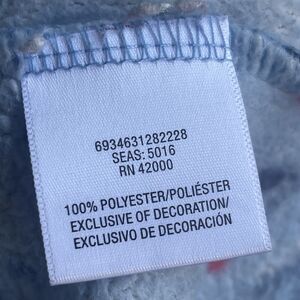 6934631282228
SEAS: 5016
RN 42000
100% POLYESTER/POLIÉSTER
EXCLUSIVE OF DECORATION/
EXCLUSIVO DE DECORACIÓN